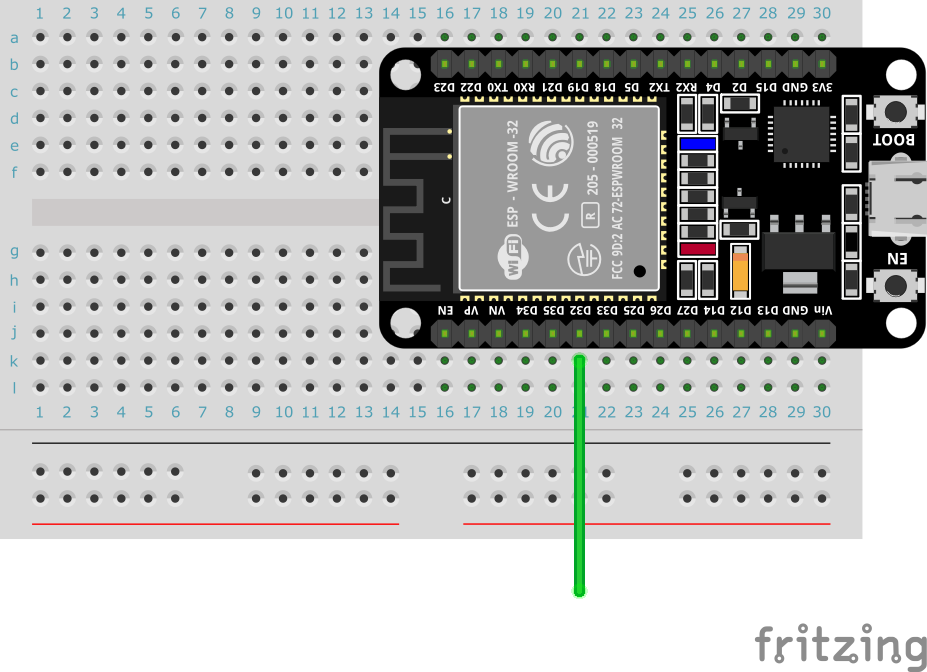 1 2 3 4 5 6 7 8 9 10 11 12 13 14 15 16 17 18 19 20 21 22 23 24 25 26 27 28 29 30
a
b
c
d
e
f
g
h
i
j
k
l
D23 D22 TX0 RX0 D21 D19 D18 D5 TX2 RX2 D4 D2 D15 GND 3V3
BOOT
C
ESP - WROOM -32
WiFi
CE
R 205 - 000519
FCC 9D:2 AC 72-ESPWROOM 32
EN
EN VP VN D34 D35 D32 D33 D25 D26 D27 D14 D12 D13 GND Vin
1 2 3 4 5 6 7 8 9 10 11 12 13 14 15 16 17 18 19 20 21 22 23 24 25 26 27 28 29 30
fritzing